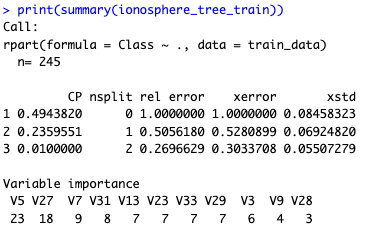 > print(summary(ionosphere_tree_train))
Call:
rpart(formula = Class ~ ., data = train_data)
  n= 245

         CP nsplit rel error    xerror       xstd
1 0.4943820      0 1.0000000 1.0000000 0.08458323
2 0.2359551      1 0.5056180 0.5280899 0.06924820
3 0.0100000      2 0.2696629 0.3033708 0.05507279

Variable importance
 V5 V27  V7 V31 V13 V23 V33 V29  V3  V9 V28
 23  18   9   8   7   7   7   7   6   4   3